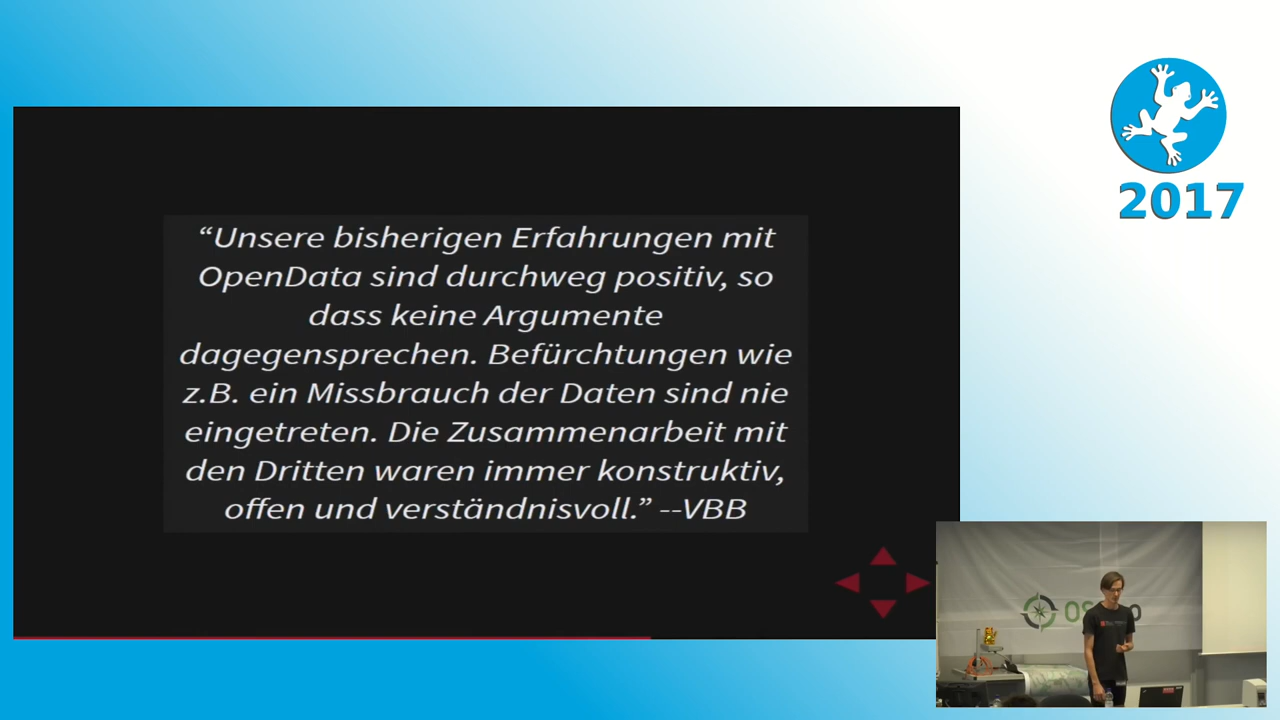 2017
“Unsere bisherigen Erfahrungen mit
OpenData sind durchweg positiv, so
dass keine Argumente
dagegensprechen. Befürchtungen wie
z.B. ein Missbrauch der Daten sind nie
eingetreten. Die Zusammenarbeit mit
den Dritten waren immer konstruktiv,
offen und verständnisvoll.” --VBB